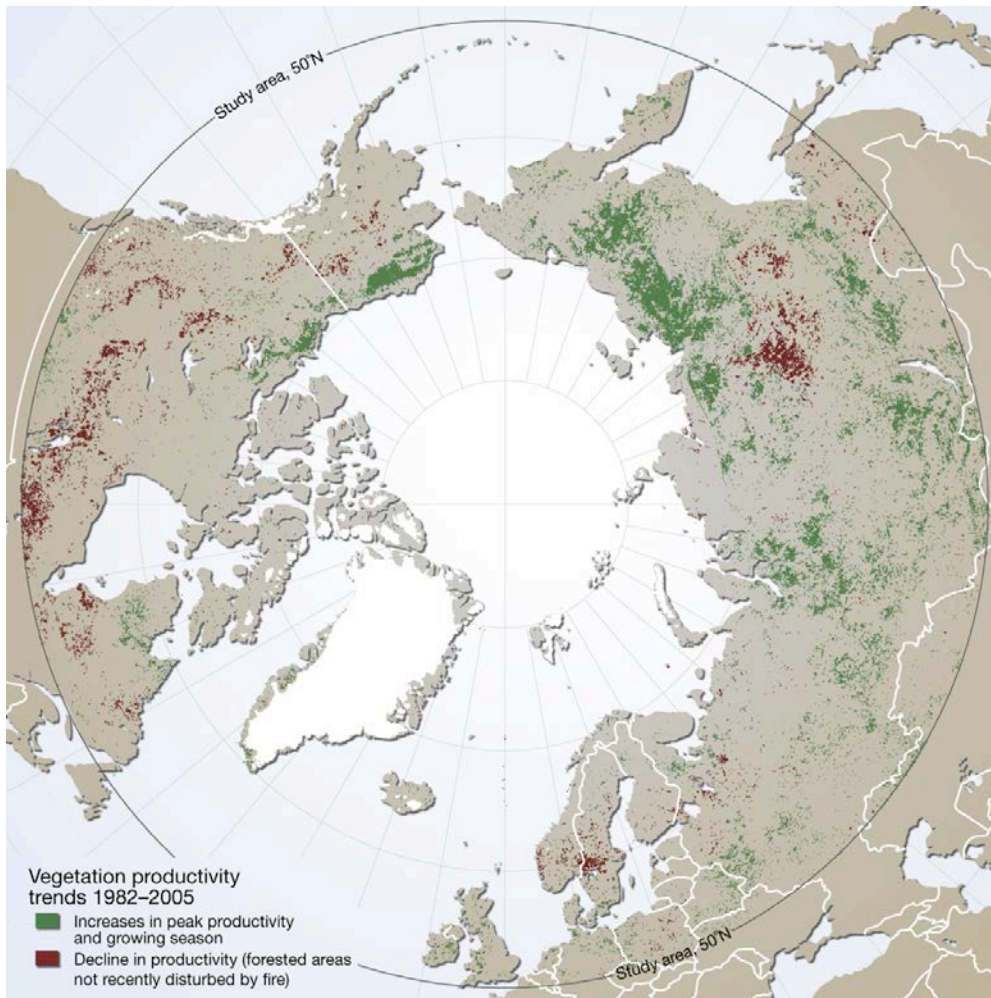 Study area, 50°N
Vegetation productivity
trends 1982–2005
Increases in peak productivity
and growing season
Decline in productivity (forested areas
not recently disturbed by fire)
Study area, 50°N